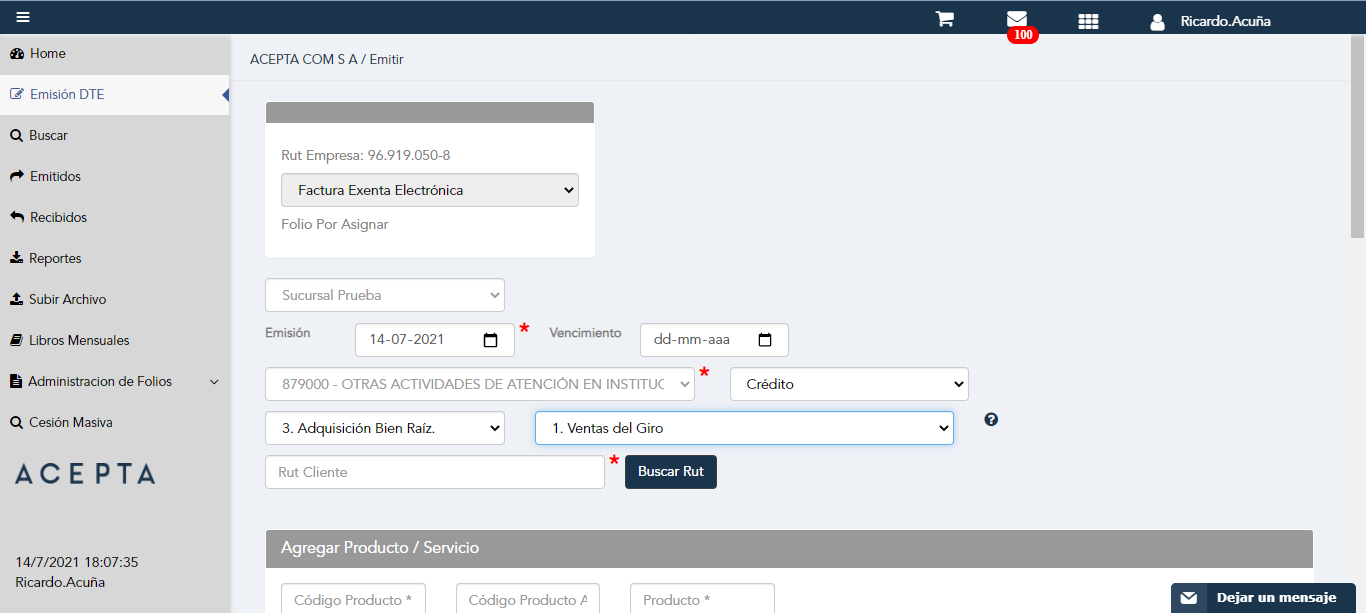 100
Ricardo.Acuña
Home
Emisión DTE
Buscar
Emitidos
Recibidos
Reportes
Subir Archivo
Libros Mensuales
Administracion de Folios
Cesión Masiva
ACEPTA
14/7/2021 18:07:35
Ricardo.Acuña
ACEPTA COM S A / Emitir
Rut Empresa: 96.919.050-8
Factura Exenta Electrónica
Folio Por Asignar
Sucursal Prueba
Emisión 14-07-2021 * Vencimiento dd-mm-aaa
879000 - OTRAS ACTIVIDADES DE ATENCIÓN EN INSTITUC * Crédito
3. Adquisición Bien Raíz. 1. Ventas del Giro ?
Rut Cliente * Buscar Rut
Agregar Producto / Servicio
Código Producto * Código Producto A Producto *
Dejar un mensaje